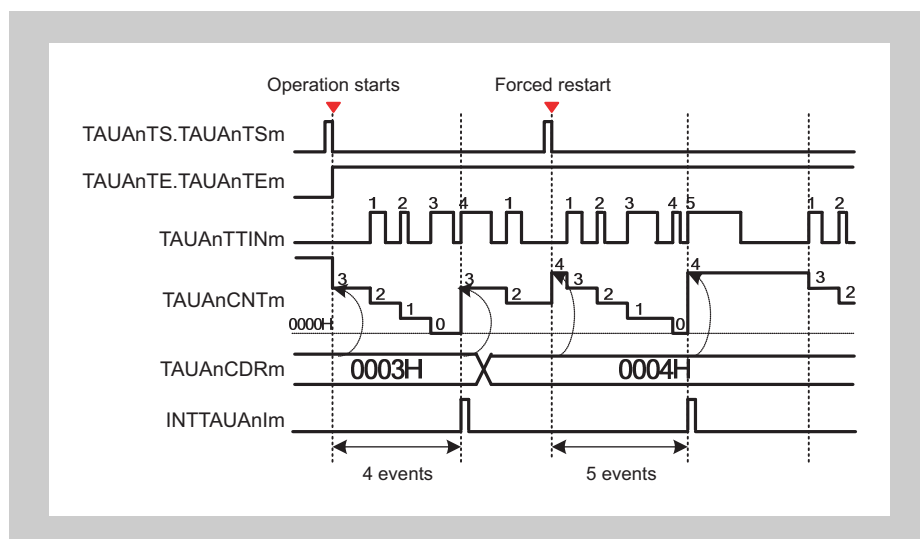 Operation starts Forced restart
TAUAnTS.TAUAnTSm
TAUAnTE.TAUAnTEm
1 2 3 4 1 1 2 3 4 5 1 2
TAUAnTTINm
3 2 1 0 3 2 4 3 2 1 0 4 3 2
TAUAnCNTm
0000H
TAUAnCDRm 0003H 0004H
INTTAUAnIm
4 events 5 events